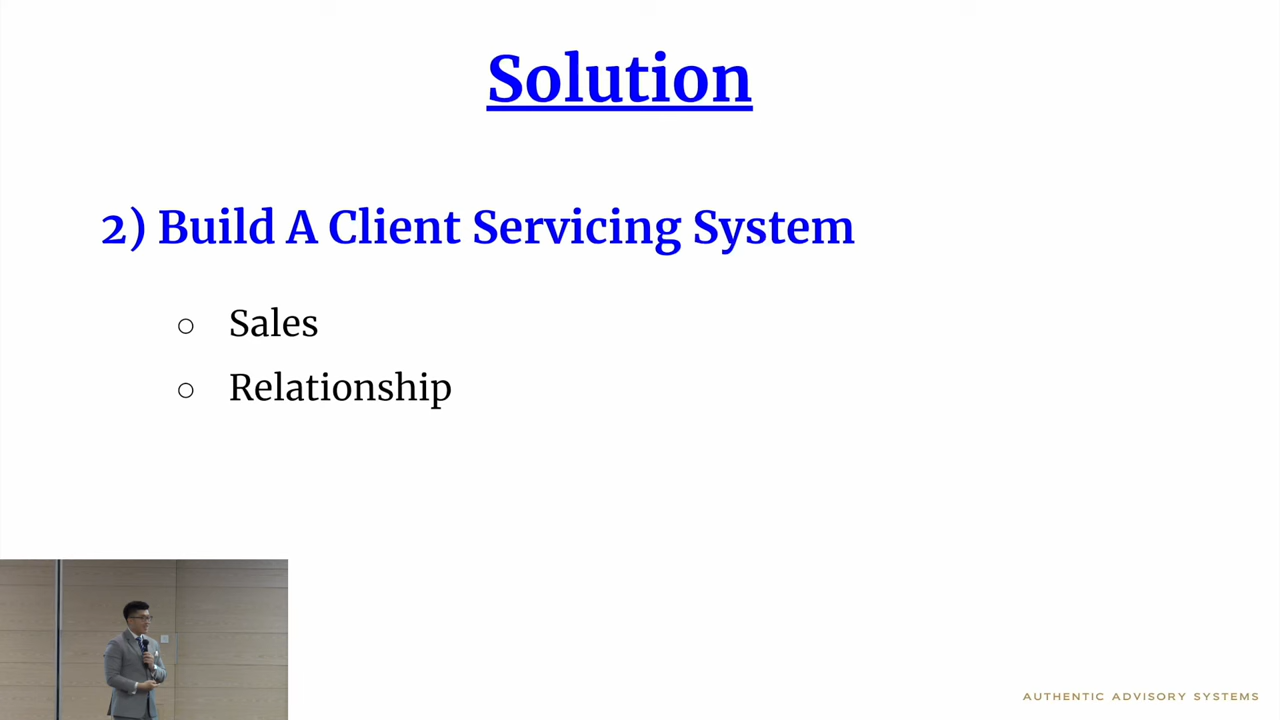 Solution
2) Build A Client Servicing System
○ Sales
○ Relationship
AUTHENTIC ADVISORY SYSTEMS